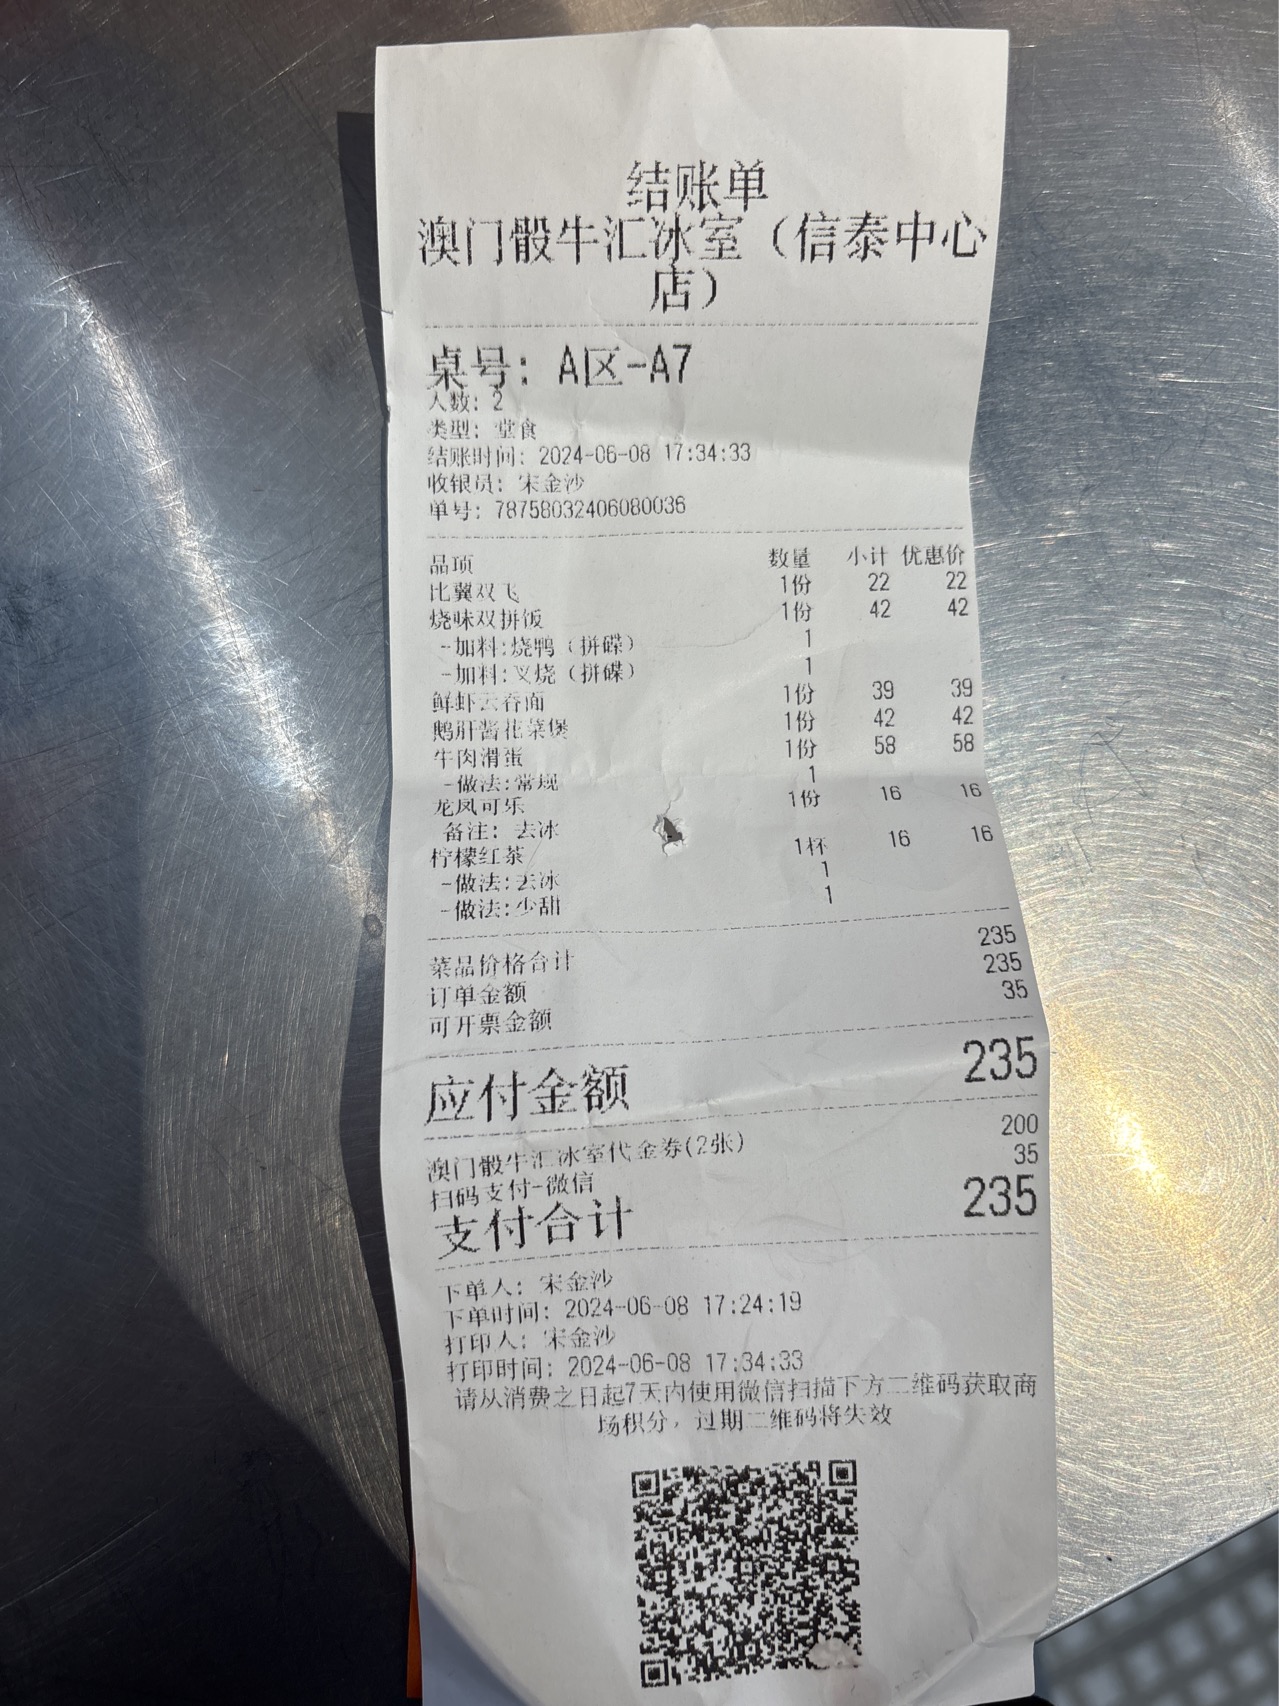 结账单
澳门骰牛汇冰室（信泰中心
店）
桌号: A区-A7
人数: 2
类型: 堂食
结账时间: 2024-06-08 17:34:33
收银员: 宋金沙
单号: 78758032406080036
品项 数量 小计 优惠价
比翼双飞 1份 22 22
烧味双拼饭 1份 42 42
-加料:烧鸭（拼碟） 1
-加料:叉烧（拼碟） 1
鲜虾云吞面 1份 39 39
鹅肝酱花菜煲 1份 42 42
牛肉滑蛋 1份 58 58
-做法:常规 1
龙凤可乐 1份 16 16
备注: 去冰
柠檬红茶 1杯 16 16
-做法:去冰 1
-做法:少甜 1
菜品价格合计 235
订单金额 235
可开票金额 35
应付金额 235
澳门骰牛汇冰室代金券(2张) 200
扫码支付-微信 35
支付合计 235
下单人: 宋金沙
下单时间: 2024-06-08 17:24:19
打印人: 宋金沙
打印时间: 2024-06-08 17:34:33
请从消费之日起7天内使用微信扫描下方二维码获取商
场积分，过期二维码将失效